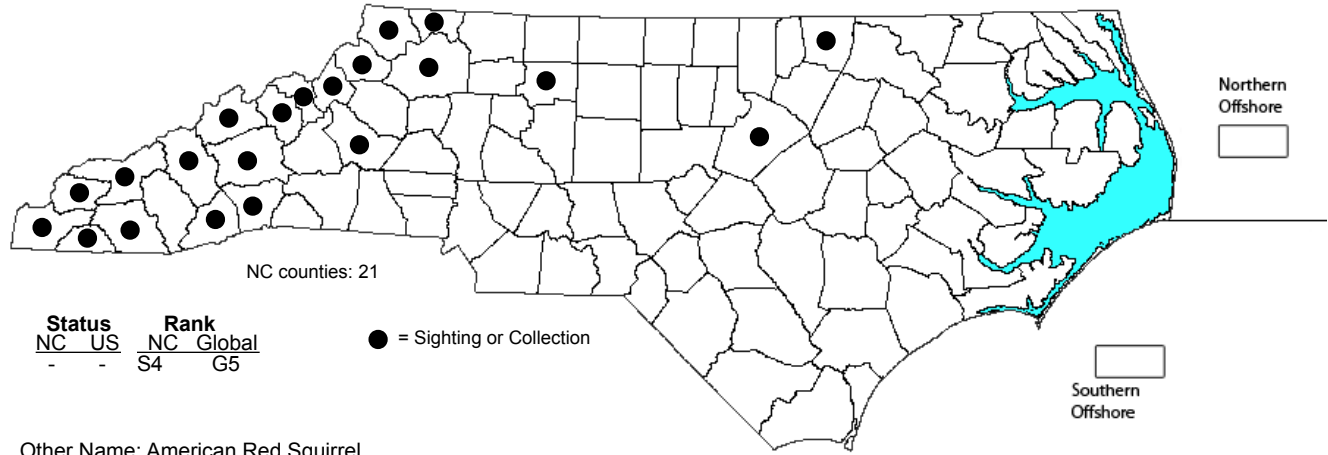 Northern
Offshore
NC counties: 21
Status Rank
NC US NC Global
- - S4 G5
= Sighting or Collection
Southern
Offshore
Other Name: American Red Squirrel